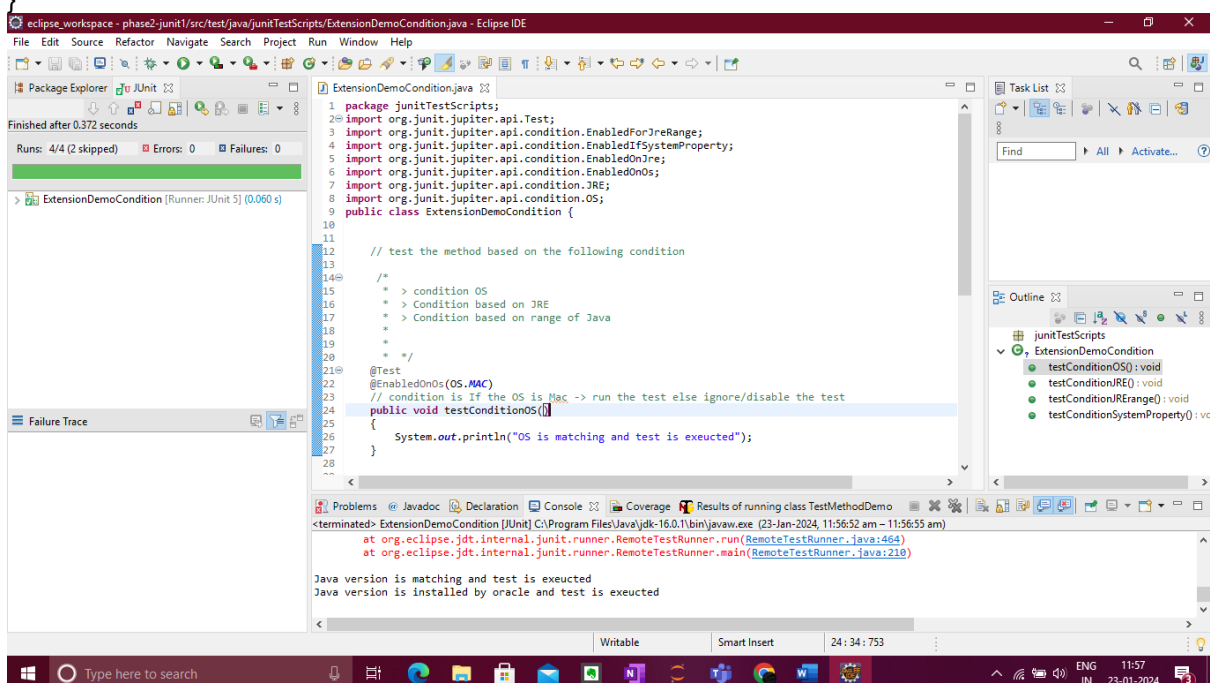 }
eclipse_workspace - phase2-junit1/src/test/java/junitTestScripts/ExtensionDemoCondition.java - Eclipse IDE
File Edit Source Refactor Navigate Search Project Run Window Help
Package Explorer JUnit
Finished after 0.372 seconds
Runs: 4/4 (2 skipped) Errors: 0 Failures: 0
ExtensionDemoCondition [Runner: JUnit 5] (0.060 s)
Failure Trace
ExtensionDemoCondition.java
1 package junitTestScripts;
2 import org.junit.jupiter.api.Test;
3 import org.junit.jupiter.api.condition.EnabledForJreRange;
4 import org.junit.jupiter.api.condition.EnabledIfSystemProperty;
5 import org.junit.jupiter.api.condition.EnabledOnJre;
6 import org.junit.jupiter.api.condition.EnabledOnOs;
7 import org.junit.jupiter.api.condition.JRE;
8 import org.junit.jupiter.api.condition.OS;
9 public class ExtensionDemoCondition {
10
11
12 // test the method based on the following condition
13
14 /*
15 * > condition OS
16 * > Condition based on JRE
17 * > Condition based on range of Java
18 *
19 *
20 * */
21 @Test
22 @EnabledOnOs(OS.MAC)
23 // condition is If the OS is Mac -> run the test else ignore/disable the test
24 public void testConditionOS()
25 {
26 System.out.println("OS is matching and test is exeucted");
27 }
28
Task List
Find All Activate...
Outline
junitTestScripts
ExtensionDemoCondition
testConditionOS() : void
testConditionJRE() : void
testConditionJRErange() : void
testConditionSystemProperty() : vo
Problems Javadoc Declaration Console Coverage Results of running class TestMethodDemo
<terminated> ExtensionDemoCondition [JUnit] C:\Program Files\Java\jdk-16.0.1\bin\javaw.exe (23-Jan-2024, 11:56:52 am – 11:56:55 am)
at org.eclipse.jdt.internal.junit.runner.RemoteTestRunner.run(RemoteTestRunner.java:464)
at org.eclipse.jdt.internal.junit.runner.RemoteTestRunner.main(RemoteTestRunner.java:210)
Java version is matching and test is exeucted
Java version is installed by oracle and test is exeucted
Writable Smart Insert 24 : 34 : 753
Type here to search
ENG 11:57
IN 23-01-2024